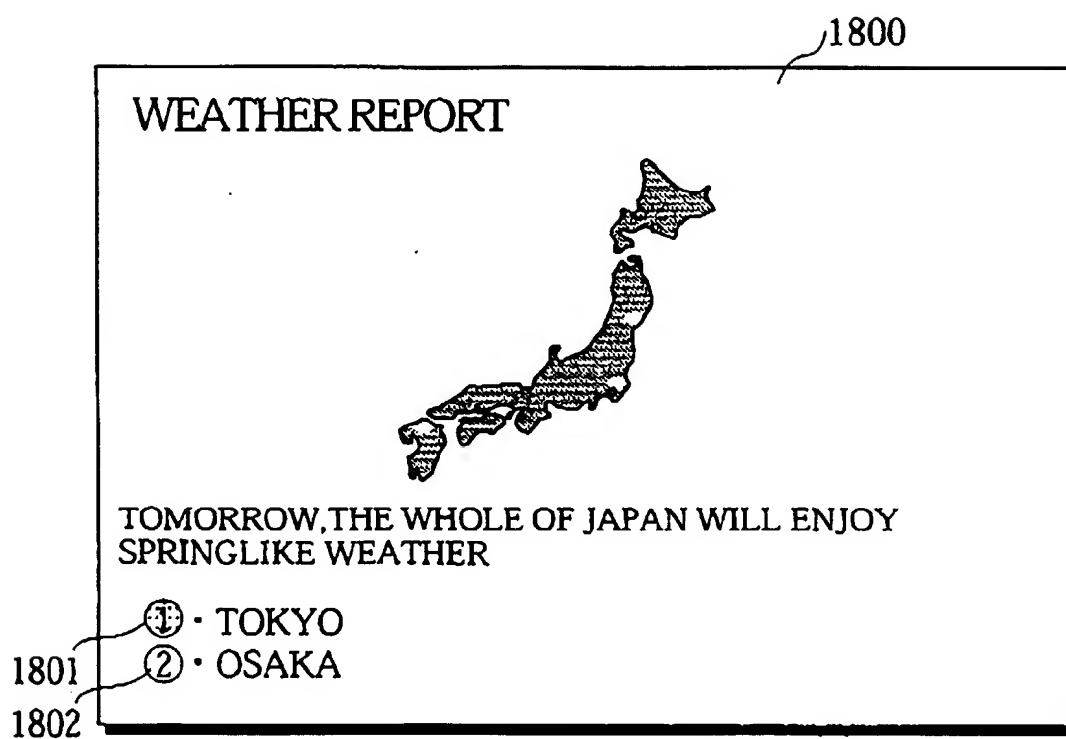 1800
WEATHER REPORT
TOMORROW,THE WHOLE OF JAPAN WILL ENJOY
SPRINGLIKE WEATHER
① · TOKYO
1801
② · OSAKA
1802